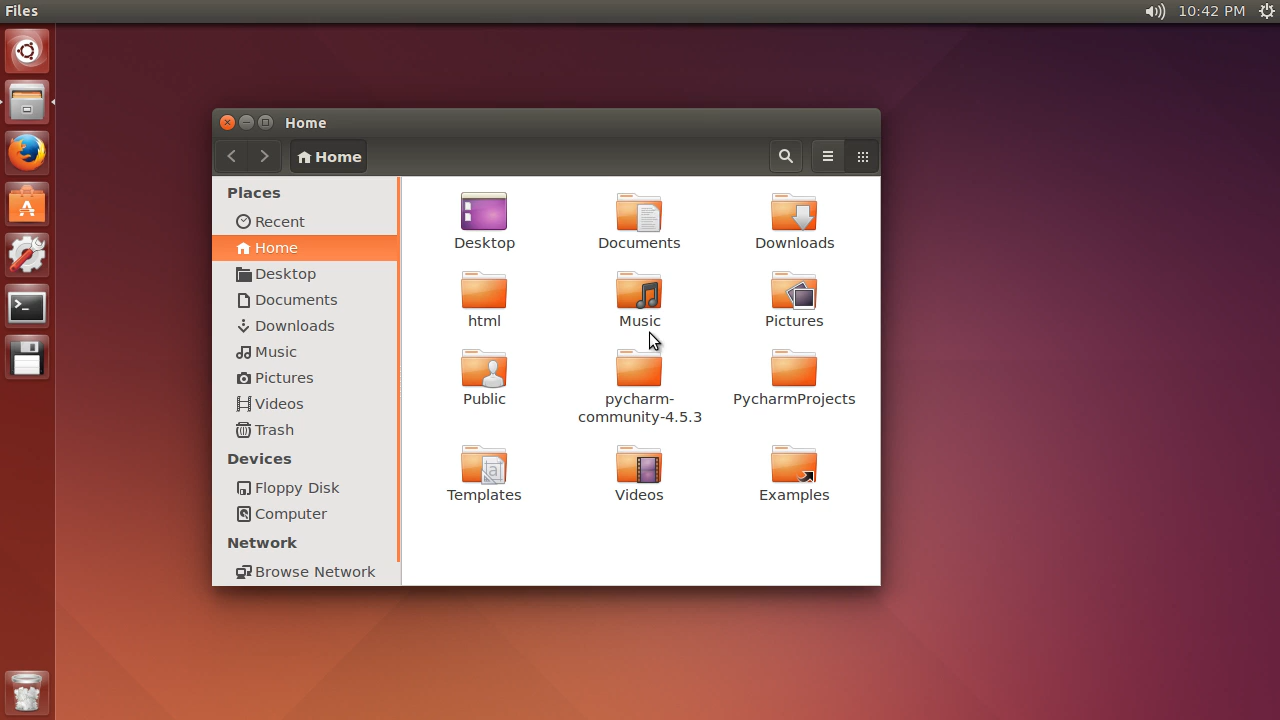 Files
10:42 PM
Home
Home
Places
Recent
Home
Desktop
Documents
Downloads
Music
Pictures
Videos
Trash
Devices
Floppy Disk
Computer
Network
Browse Network
Desktop
Documents
Downloads
html
Music
Pictures
Public
pycharm-
community-4.5.3
PycharmProjects
Templates
Videos
Examples